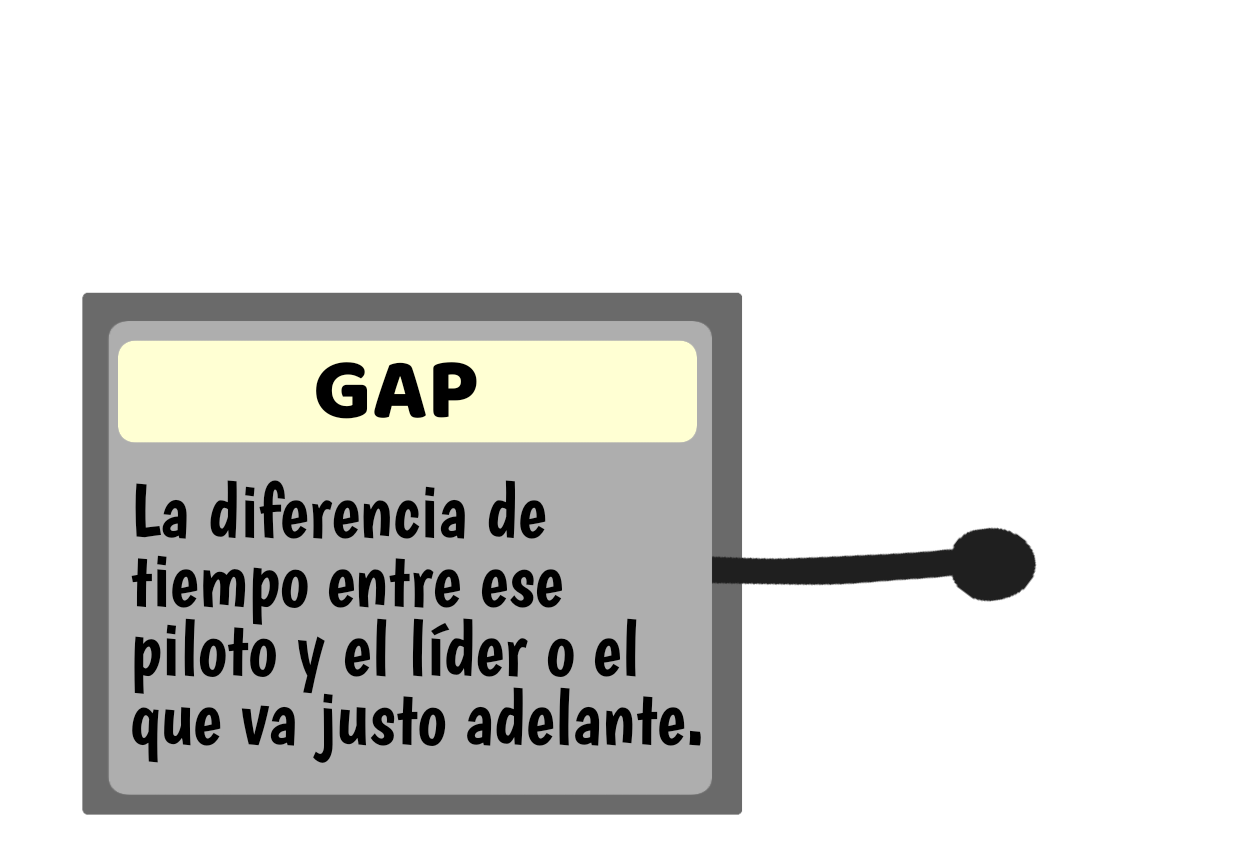 GAP
La diferencia de
tiempo entre ese
piloto y el líder o el
que va justo adelante.